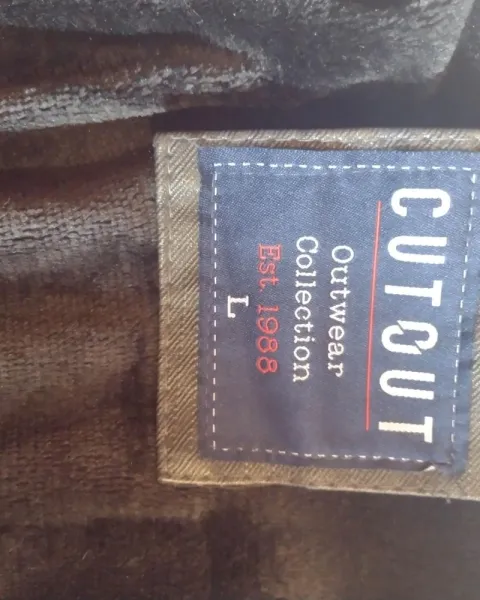 CUTOUT
Outwear
Collection
Est. 1988
L